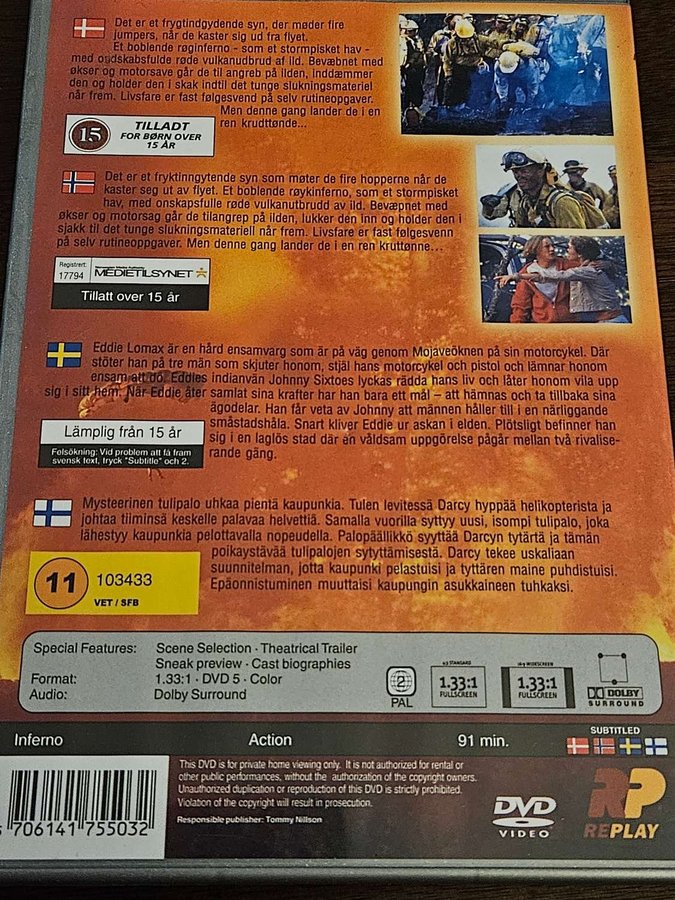 Det er et frygtindgydende syn, der møder fire
jumpers, når de kaster sig ud fra flyet.
Et boblende røginferno - som et stormpisket hav -
med ondskabsfulde røde vulkanudbrud af ild. Bevæbnet med
økser og motorsave går de til angreb på ilden, inddæmmer
den og holder den i skak indtil det tunge slukningsmateriel
når frem. Livsfare er fast følgesvend på selv rutineopgaver.
Men denne gang lander de i en
ren krudttønde...
15
TILLADT
FOR BØRN OVER
15 ÅR
Det er et fryktinngytende syn som møter de fire hopperne når de
kaster seg ut av flyet. Et boblende røykinferno, som et stormpisket
hav, med onskapsfulle røde vulkanutbrudd av ild. Bevæpnet med
økser og motorsag går de tilangrep på ilden, lukker den inn og holder den i
sjakk til det tunge slukningsmateriell når frem. Livsfare er fast følgesvenn
på selv rutineoppgaver. Men denne gang lander de i en ren kruttønne...
Registrert:
17794
MEDIETILSYNET
Tillatt over 15 år
Eddie Lomax är en hård ensamvarg som är på väg genom Mojaveöknen på sin motorcykel. Där
stöter han på tre män som skjuter honom, stjäl hans motorcykel och pistol och lämnar honom
ensam att dö. Eddies indianvän Johnny Sixtoes lyckas rädda hans liv och låter honom vila upp
sig i sitt hem. När Eddie åter samlat sina krafter har han bara ett mål – att hämnas och ta tillbaka sina
ägodelar. Han får veta av Johnny att männen håller till i en närliggande
småstadshåla. Snart kliver Eddie ur askan i elden. Plötsligt befinner han
sig i en laglös stad där en våldsam uppgörelse pågår mellan två rivalise-
rande gäng.
Lämplig från 15 år
Felsökning: Vid problem att få fram
svensk text, tryck "Subtitle" och 2.
Mysteerinen tulipalo uhkaa pientä kaupunkia. Tulen levitessä Darcy hyppää helikopterista ja
johtaa tiiminsä keskelle palavaa helvettiä. Samalla vuorilla syttyy uusi, isompi tulipalo, joka
lähestyy kaupunkia pelottavalla nopeudella. Palopäällikkö syyttää Darcyn tytärtä ja tämän
poikaystävää tulipalojen sytyttämisestä. Darcy tekee uskaliaan
suunnitelman, jotta kaupunki pelastuisi ja tyttären maine puhdistuisi.
Epäonnistuminen muuttaisi kaupungin asukkaineen tuhkaksi.
11
103433
VET / SFB
Special Features: Scene Selection · Theatrical Trailer
Sneak preview · Cast biographies
Format: 1.33:1 · DVD 5 · Color
Audio: Dolby Surround
2
PAL
4:3 STANDARD
1.33:1
FULLSCREEN
16:9 WIDESCREEN
1.33:1
FULLSCREEN
DOLBY
SURROUND
Inferno Action 91 min.
SUBTITLED
This DVD is for private home viewing only. It is not authorized for rental or
other public performances, without the authorization of the copyright owners.
Unauthorized duplication or reproduction of this DVD is strictly prohibited.
Violation of the copyright will result in prosecution.
Responsible publisher: Tommy Nillson
706141 755032
DVD
VIDEO
RP
REPLAY